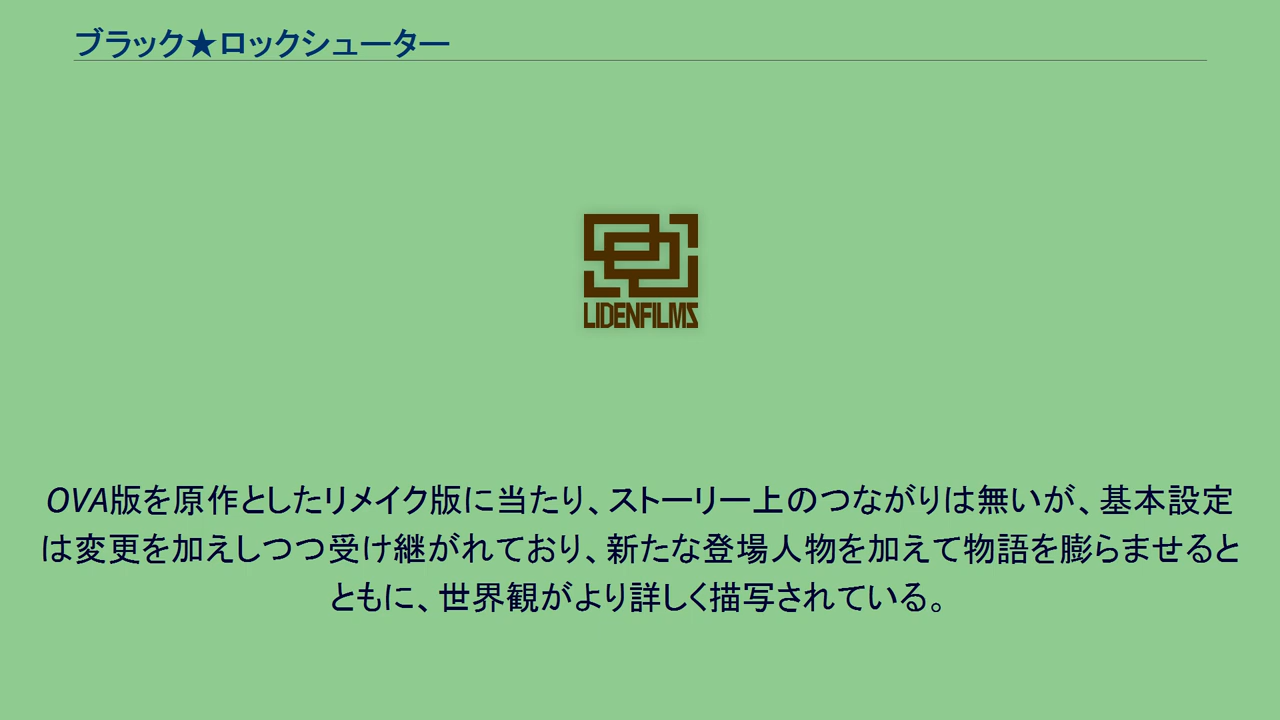 ブラック★ロックシューター
LIDENFILMS
OVA版を原作としたリメイク版に当たり、ストーリー上のつながりは無いが、基本設定
は変更を加えしつつ受け継がれており、新たな登場人物を加えて物語を膨らませると
ともに、世界観がより詳しく描写されている。